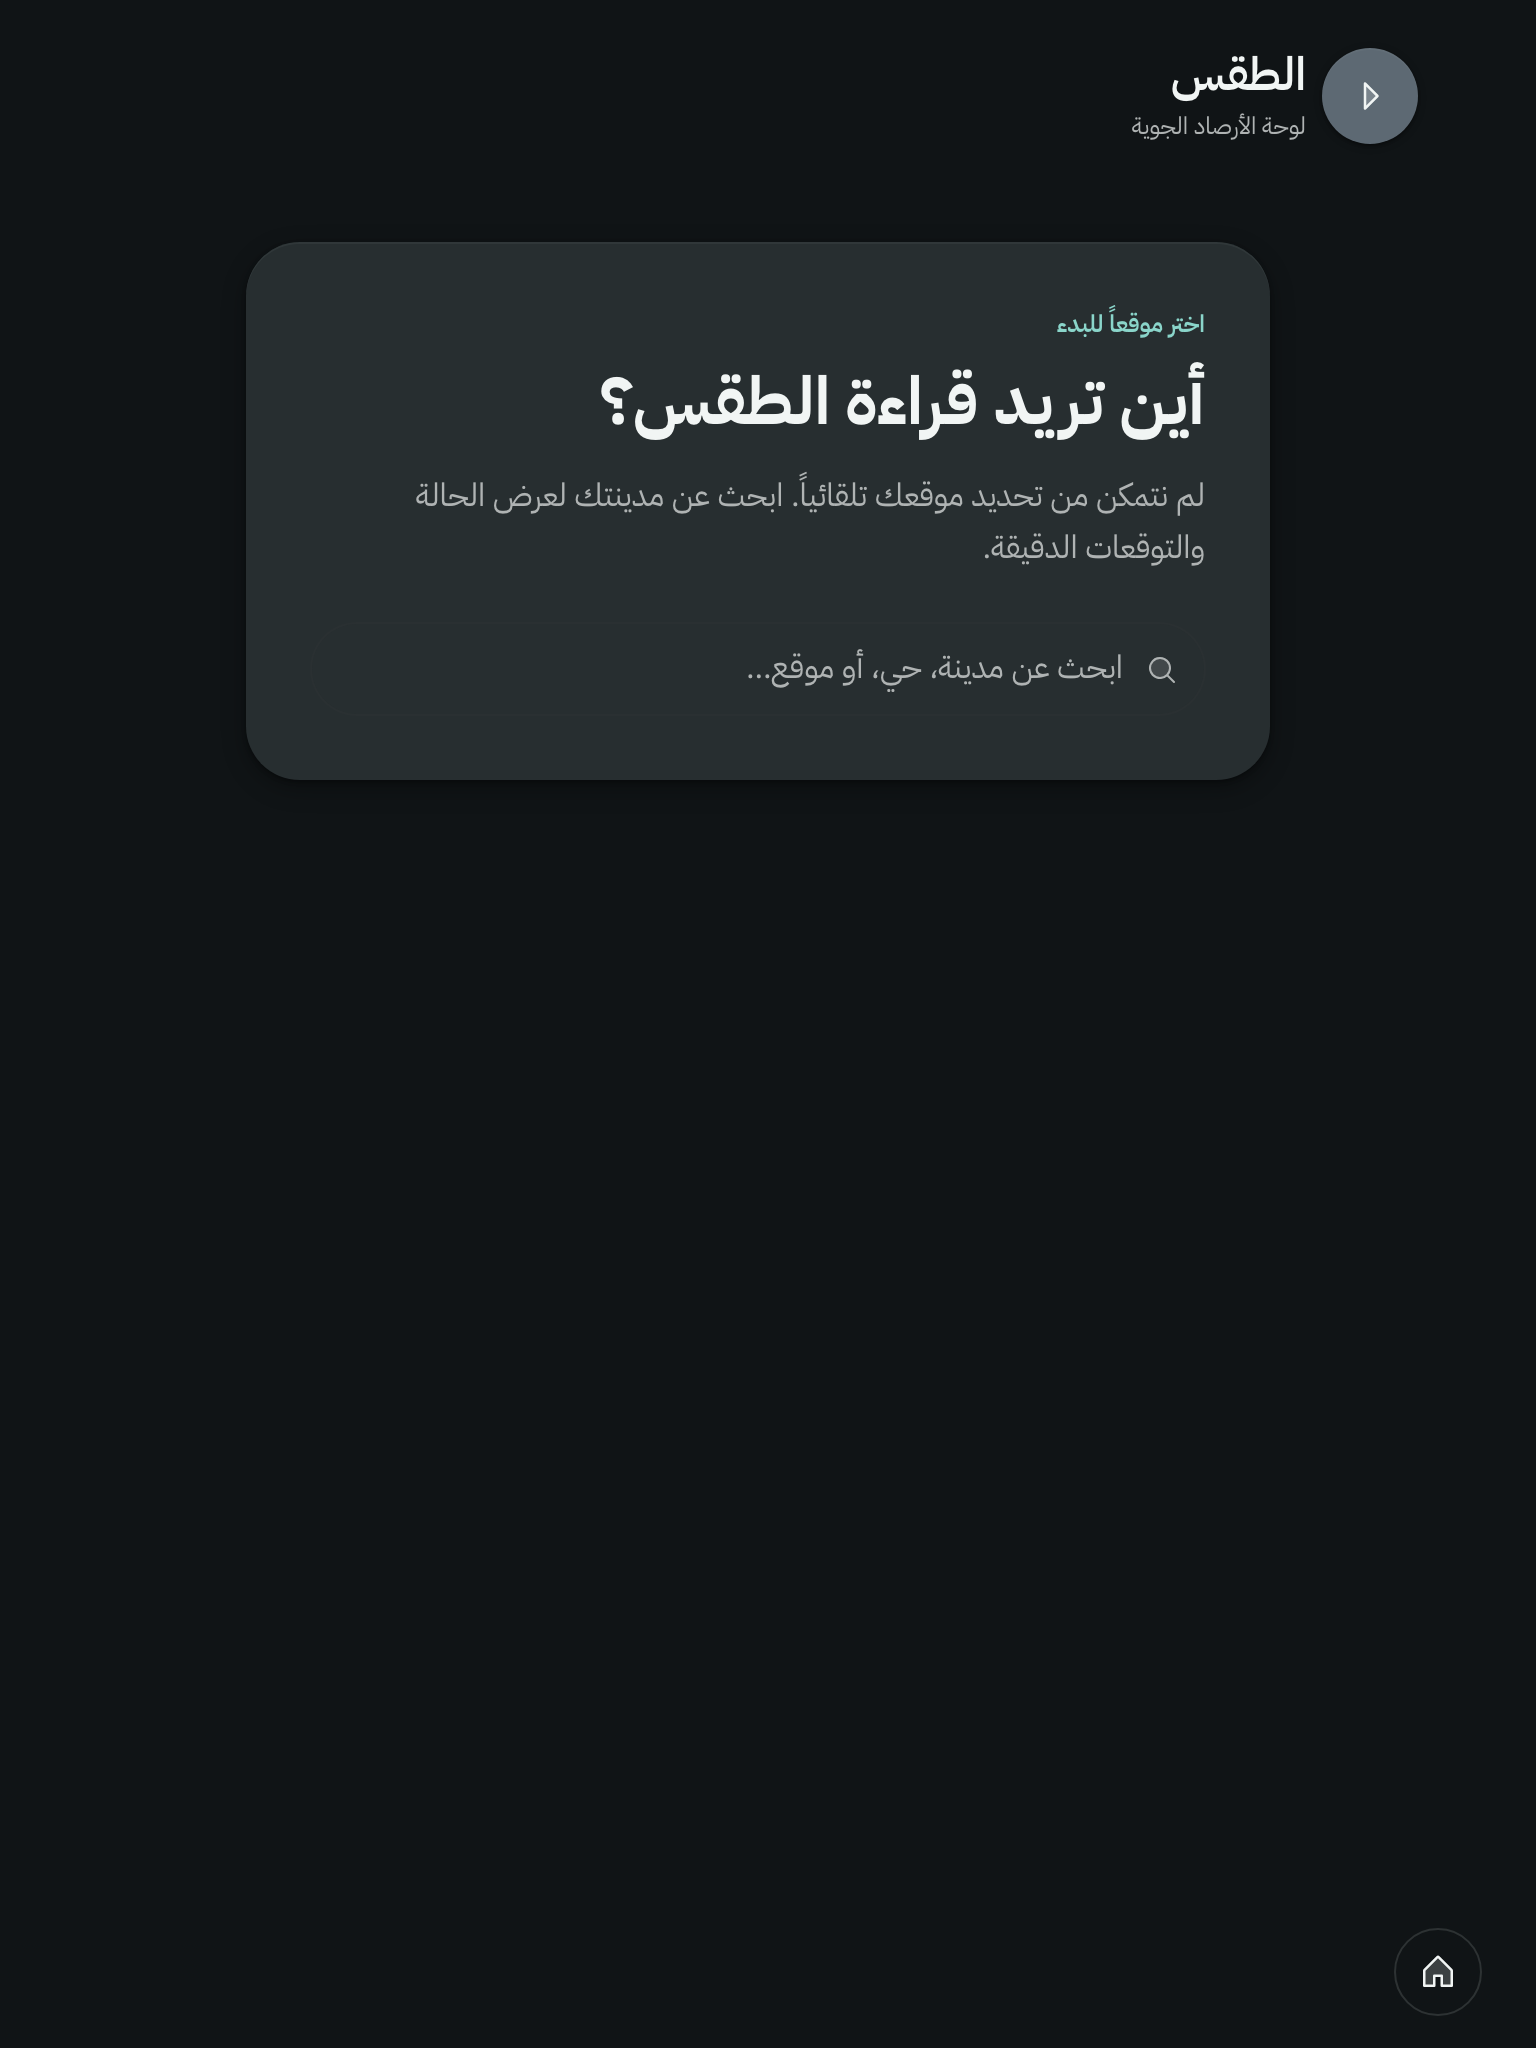 الطقس
لوحة الأرصاد الجوية
اختر موقعاً للبدء
أين تريد قراءة الطقس؟
لم نتمكن من تحديد موقعك تلقائياً. ابحث عن مدينتك لعرض الحالة
والتوقعات الدقيقة.
ابحث عن مدينة، حي، أو موقع...